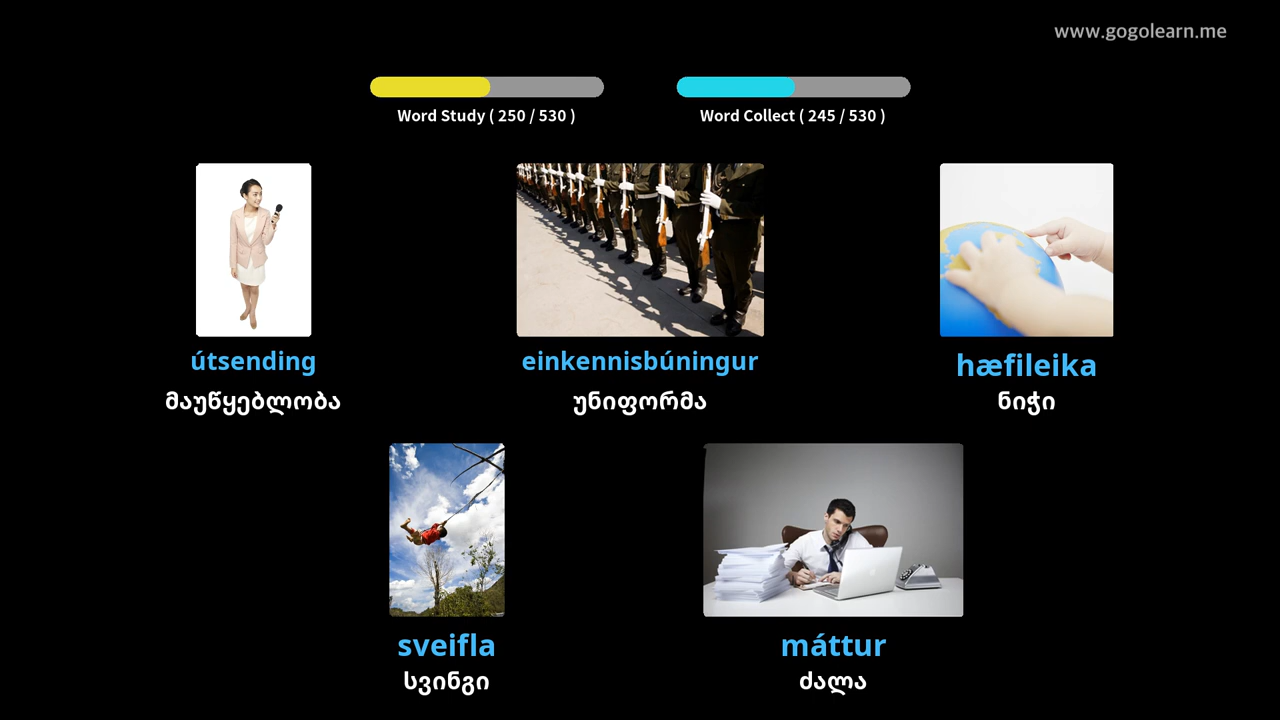 www.gogolearn.me
Word Study ( 250 / 530 )
Word Collect ( 245 / 530 )
útsending
einkennisbúningur
hæfileika
მაუწყებლობა
უნიფორმა
ნიჭი
sveifla
máttur
სვინგი
ძალა